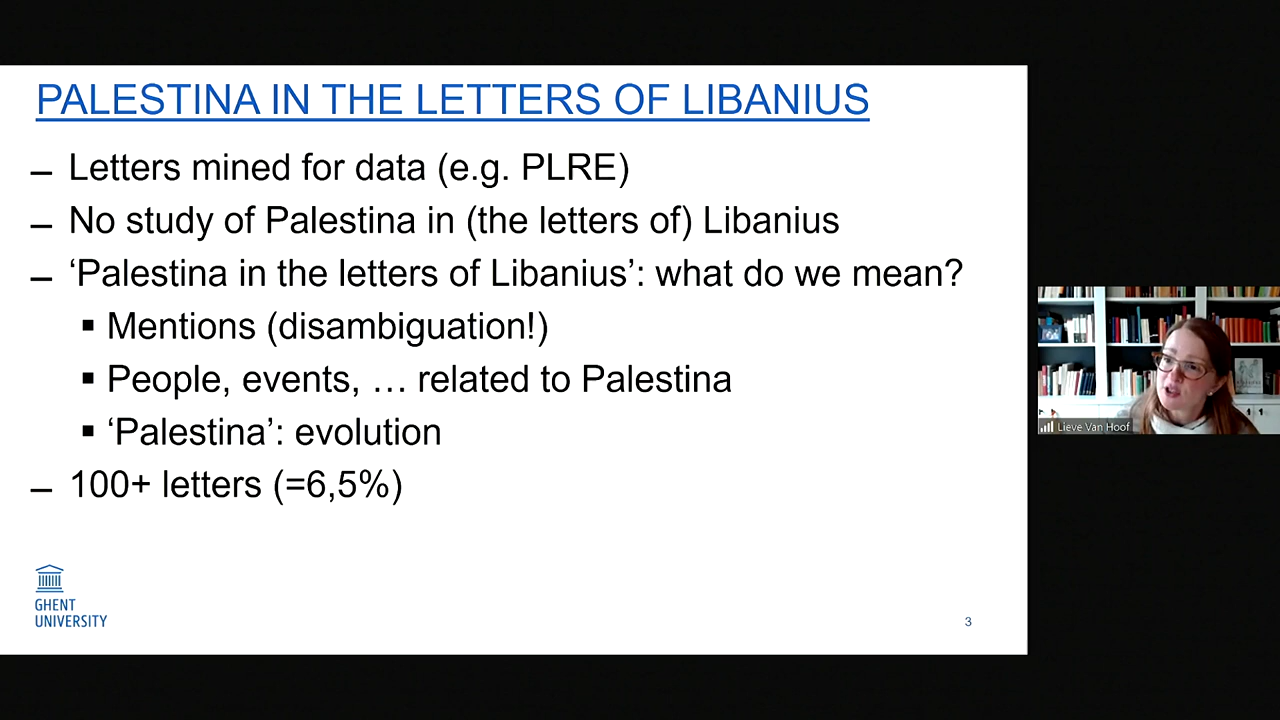 PALESTINA IN THE LETTERS OF LIBANIUS
– Letters mined for data (e.g. PLRE)
– No study of Palestina in (the letters of) Libanius
– ‘Palestina in the letters of Libanius’: what do we mean?
▪ Mentions (disambiguation!)
▪ People, events, … related to Palestina
▪ ‘Palestina’: evolution
– 100+ letters (=6,5%)
GHENT
UNIVERSITY
3
Lieve Van Hoof